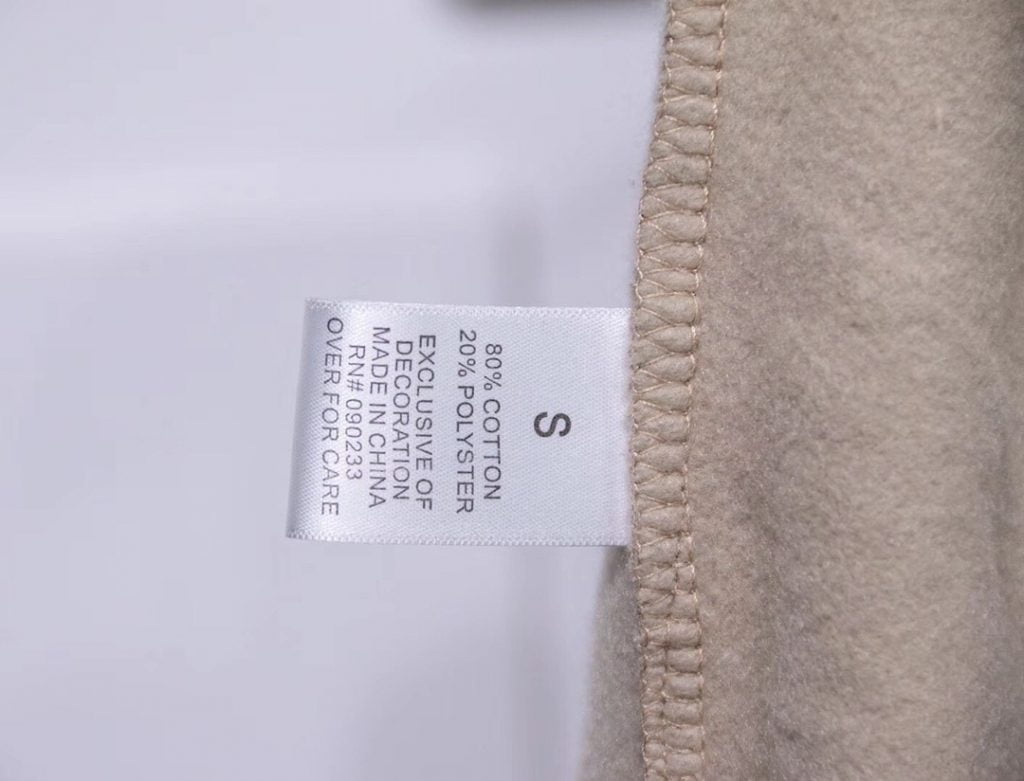 S
80% COTTON
20% POLYSTER
EXCLUSIVE OF
DECORATION
MADE IN CHINA
RN# 090233
OVER FOR CARE